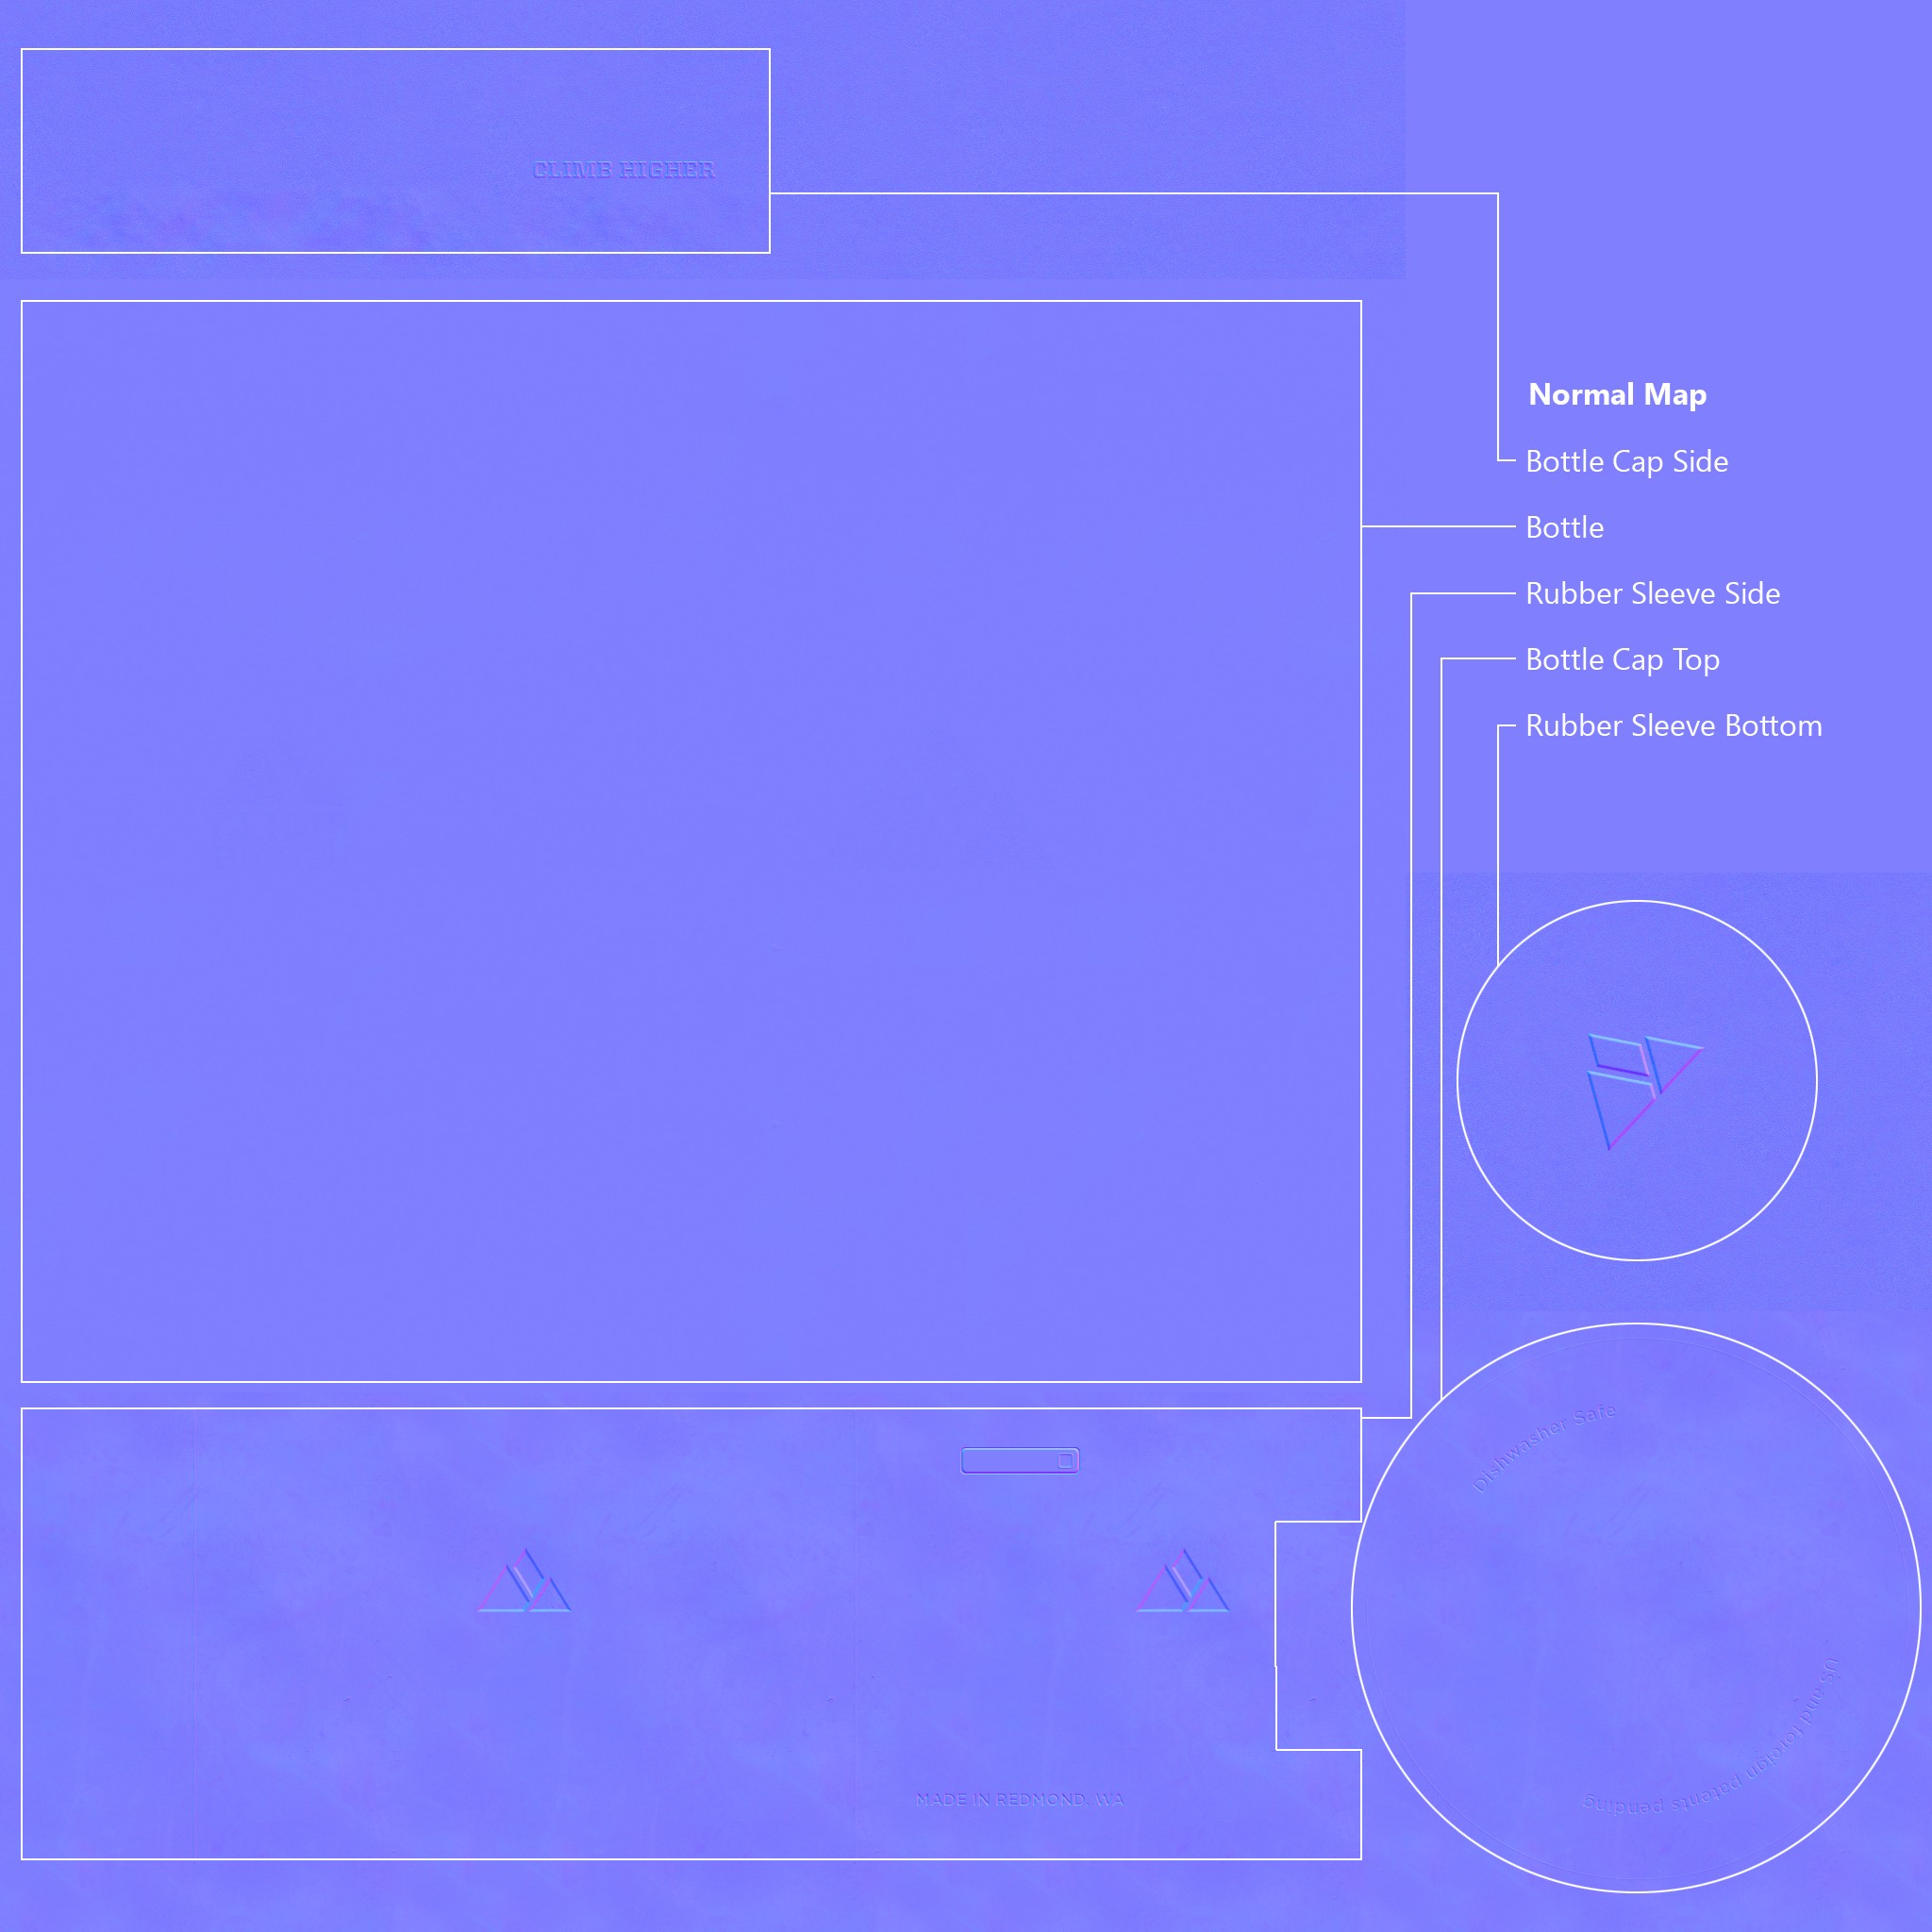 CLIMB HIGHER
Normal Map
Bottle Cap Side
Bottle
Rubber Sleeve Side
Bottle Cap Top
Rubber Sleeve Bottom
Dishwasher Safe
US and foreign patents pending
MADE IN REDMOND, WA